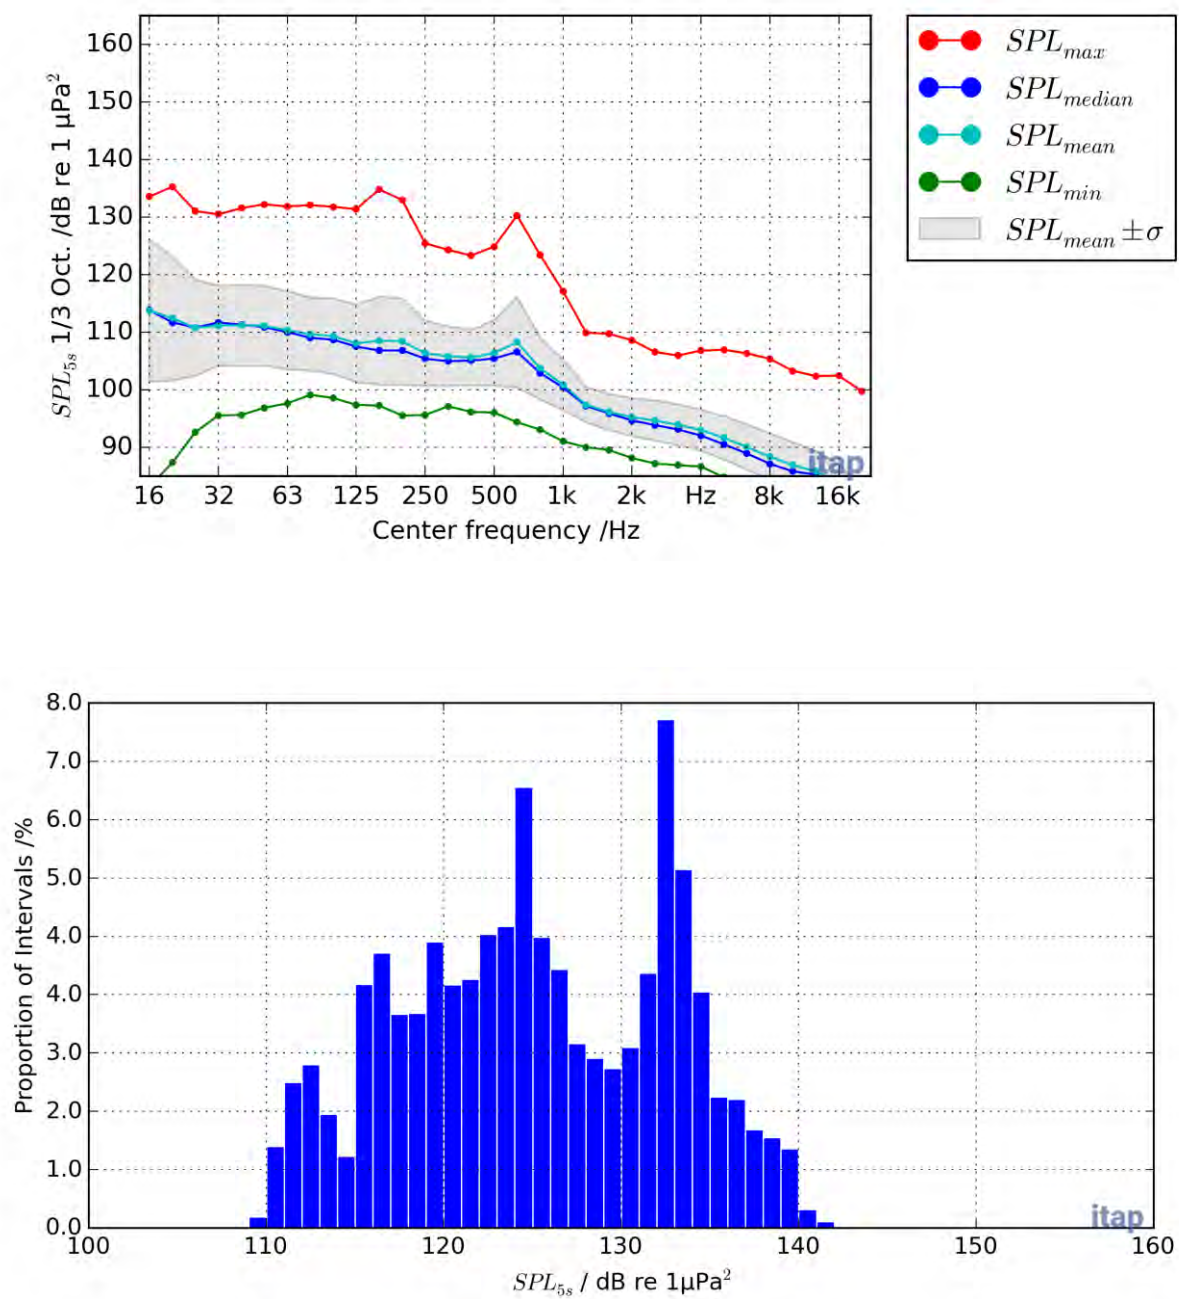 160
150
140
130
120
110
100
90
SPL5s 1/3 Oct. /dB re 1 μPa²
16 32 63 125 250 500 1k 2k Hz 8k 16k
Center frequency /Hz
itap
SPLmax
SPLmedian
SPLmean
SPLmin
SPLmean ±σ
8.0
7.0
6.0
5.0
4.0
4.0
3.0
2.0
1.0
0.0
Proportion of Intervals /%
100 110 120 130 140 150 160
SPL5s / dB re 1μPa²
itap